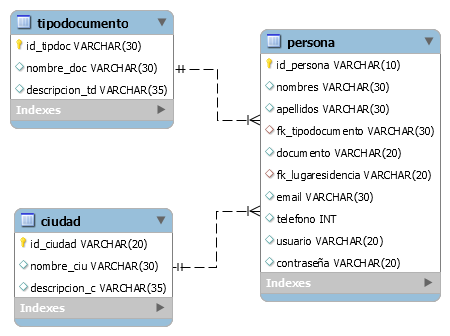 tipodocumento
id_tipdoc VARCHAR(30)
nombre_doc VARCHAR(30)
descripcion_td VARCHAR(35)
Indexes
persona
id_persona VARCHAR(10)
nombres VARCHAR(30)
apellidos VARCHAR(30)
fk_tipodocumento VARCHAR(30)
documento VARCHAR(20)
fk_lugaresidencia VARCHAR(20)
email VARCHAR(30)
telefono INT
usuario VARCHAR(20)
contraseña VARCHAR(20)
Indexes
ciudad
id_ciudad VARCHAR(20)
nombre_ciu VARCHAR(30)
descripcion_c VARCHAR(35)
Indexes